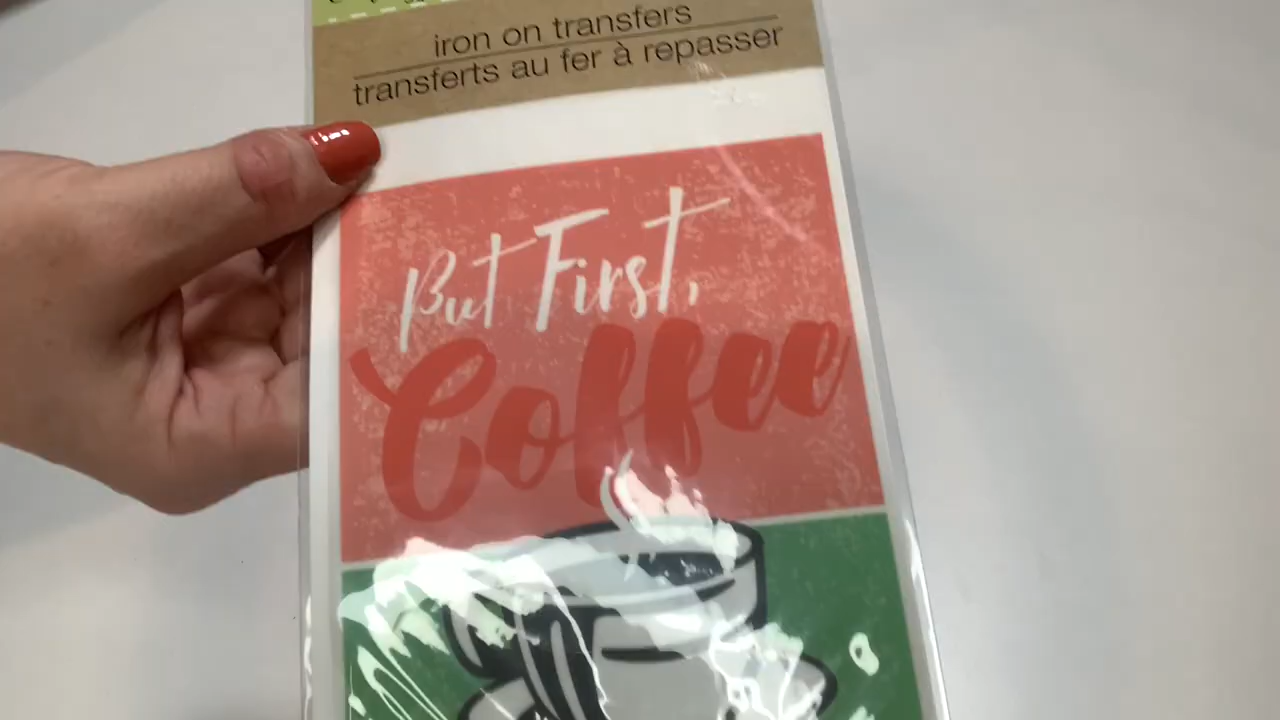 iron on transfers
transferts au fer à repasser
But First,
Coffee